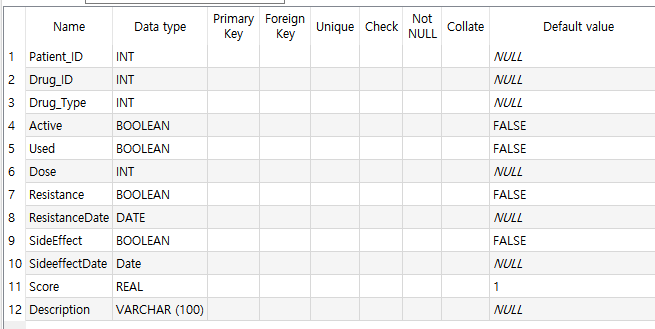 Name Data type Primary Key Foreign Key Unique Check Not NULL Collate Default value
1 Patient_ID INT NULL
2 Drug_ID INT NULL
3 Drug_Type INT NULL
4 Active BOOLEAN FALSE
5 Used BOOLEAN FALSE
6 Dose INT NULL
7 Resistance BOOLEAN FALSE
8 ResistanceDate DATE NULL
9 SideEffect BOOLEAN FALSE
10 SideeffectDate Date NULL
11 Score REAL 1
12 Description VARCHAR (100) NULL